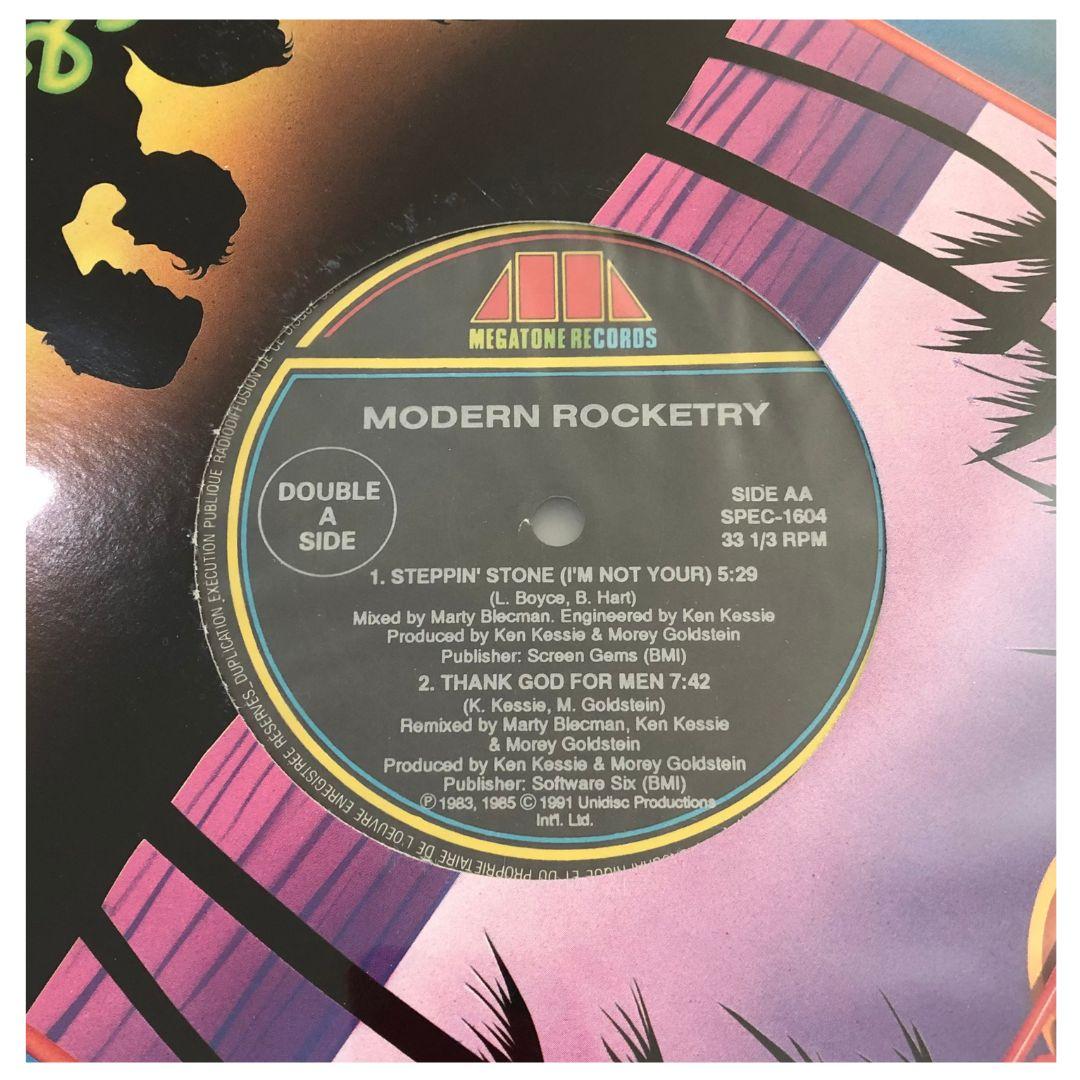 MEGATONE RECORDS
MODERN ROCKETRY
DOUBLE
A
SIDE
SIDE AA
SPEC-1604
33 1/3 RPM
1. STEPPIN' STONE (I'M NOT YOUR) 5:29
(L. Boyce, B. Hart)
Mixed by Marty Blecman. Engineered by Ken Kessie
Produced by Ken Kessie & Morey Goldstein
Publisher: Screen Gems (BMI)
2. THANK GOD FOR MEN 7:42
(K. Kessie, M. Goldstein)
Remixed by Marty Blecman, Ken Kessie
& Morey Goldstein
Produced by Ken Kessie & Morey Goldstein
Publisher: Software Six (BMI)
℗ 1983, 1985 © 1991 Unidisc Productions
Int'l. Ltd.
ET DU PROPRIETAIRE DE L'OEUVRE ENREGISTREE RESERVES. DUPLICATION EXECUTION PUBLIQUE RADIODIFFUSION DE CE DISQUE